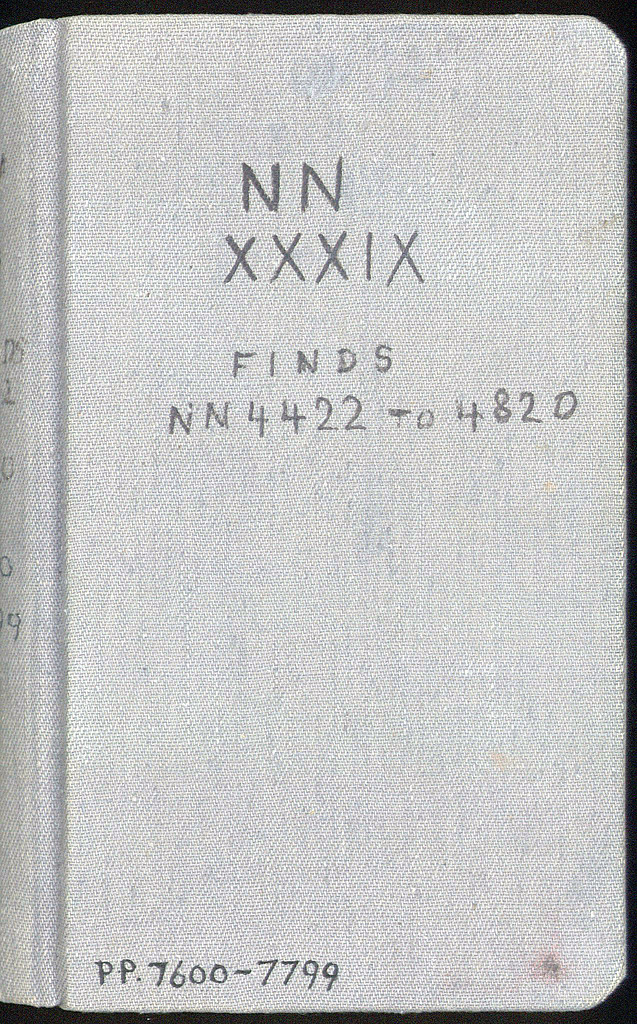 NN
XXXIX
FINDS
NN 4422 TO 4820
PP. 7600-7799